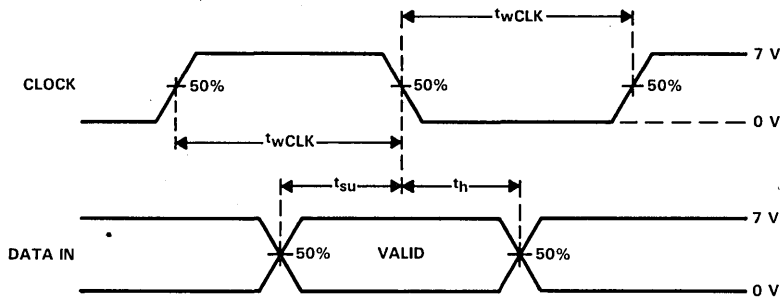 twCLK
7 V
CLOCK
50%
50%
50%
twCLK
0 V
tsu
th
7 V
DATA IN
50%
VALID
50%
0 V